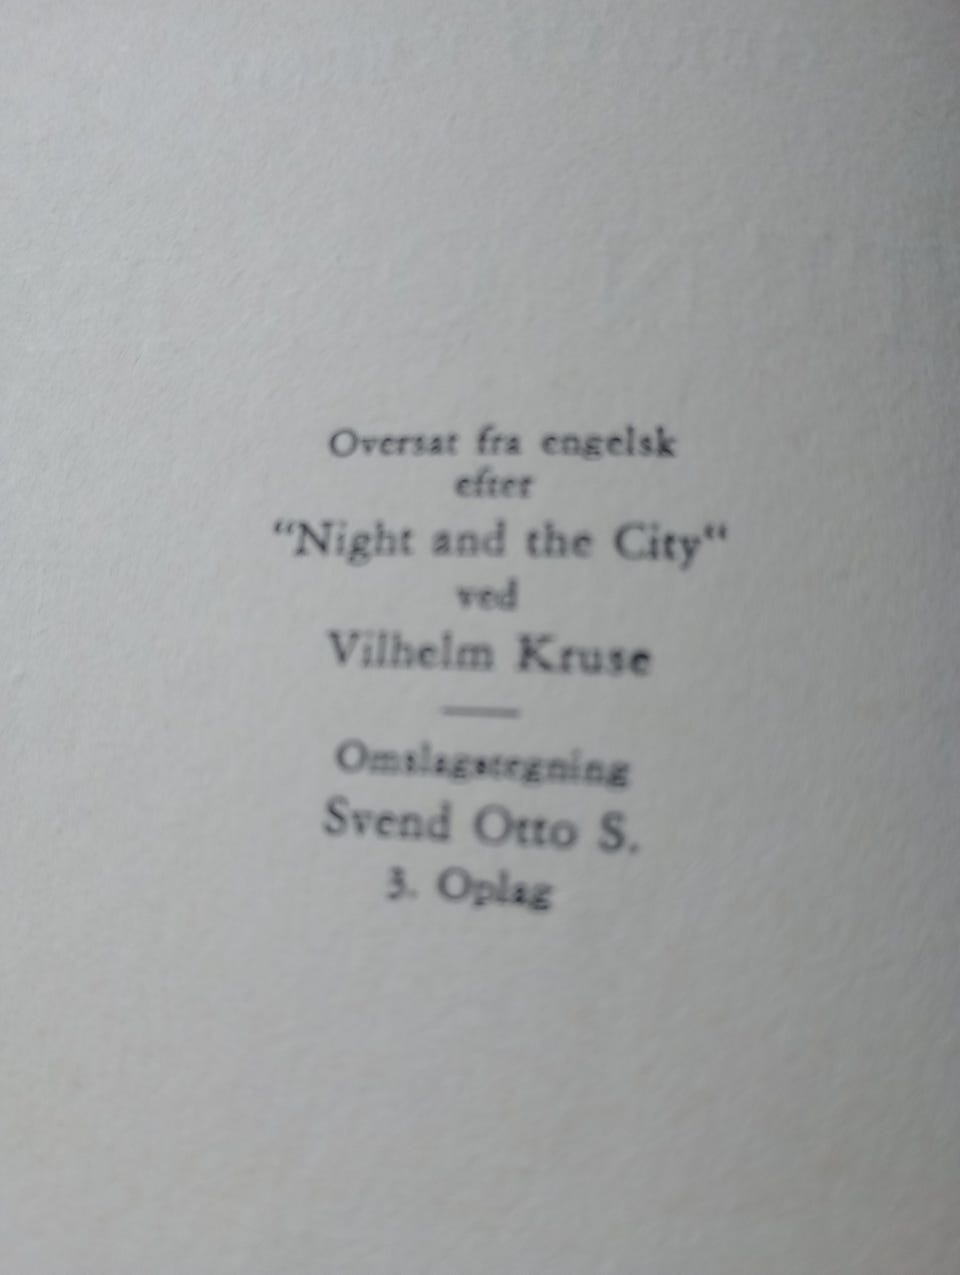 Oversat fra engelsk
efter
“Night and the City“
ved
Vilhelm Kruse
Omslagstegning
Svend Otto S.
3. Oplag